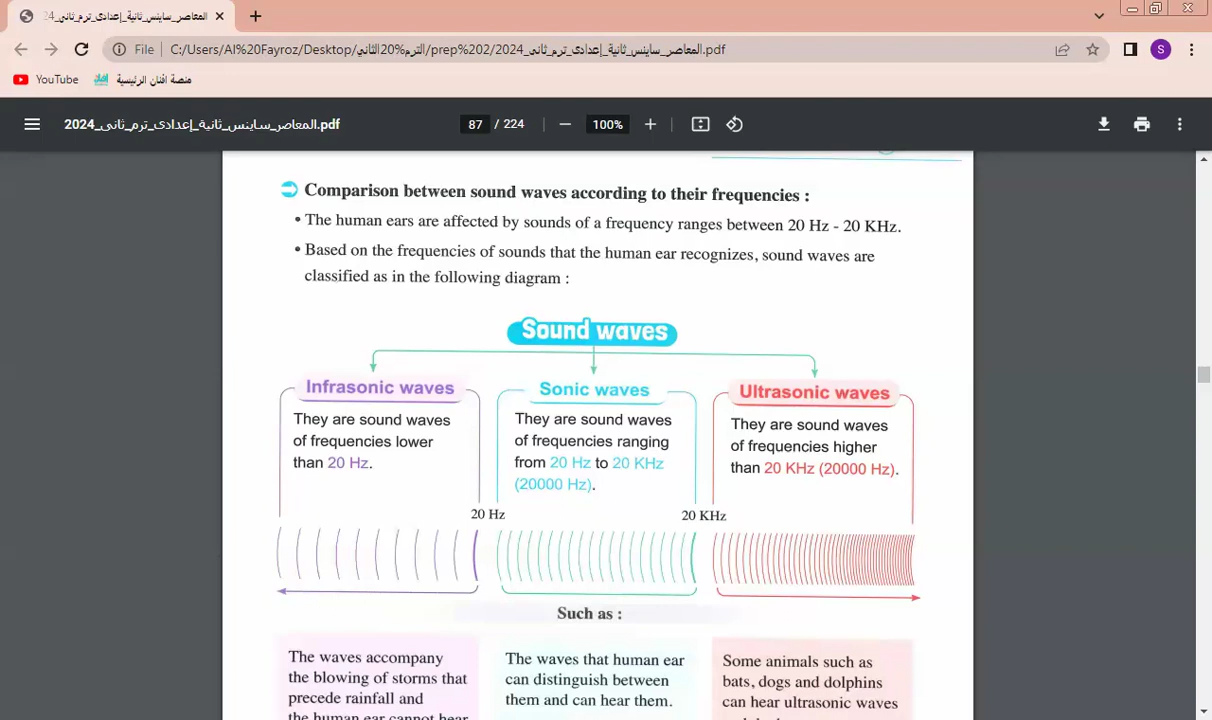 المعاصر_ساينس_ثانية_إعدادى_ترم_ثانى_24
File C:/Users/Al%20Fayroz/Desktop/الترم%20الثاني/prep%202/2024_المعاصر_ساينس_ثانية_إعدادى_ترم_ثانى.pdf
S
YouTube منصة افنان الرئيسية
المعاصر_ساينس_ثانية_إعدادى_ترم_ثانى_2024.pdf
87 / 224
100%
Comparison between sound waves according to their frequencies :
• The human ears are affected by sounds of a frequency ranges between 20 Hz - 20 KHz.
• Based on the frequencies of sounds that the human ear recognizes, sound waves are
classified as in the following diagram :
Sound waves
Infrasonic waves
They are sound waves
of frequencies lower
than 20 Hz.
Sonic waves
They are sound waves
of frequencies ranging
from 20 Hz to 20 KHz
(20000 Hz).
Ultrasonic waves
They are sound waves
of frequencies higher
than 20 KHz (20000 Hz).
20 Hz
20 KHz
Such as :
The waves accompany
the blowing of storms that
precede rainfall and
the human ear cannot hear
The waves that human ear
can distinguish between
them and can hear them.
Some animals such as
bats, dogs and dolphins
can hear ultrasonic waves